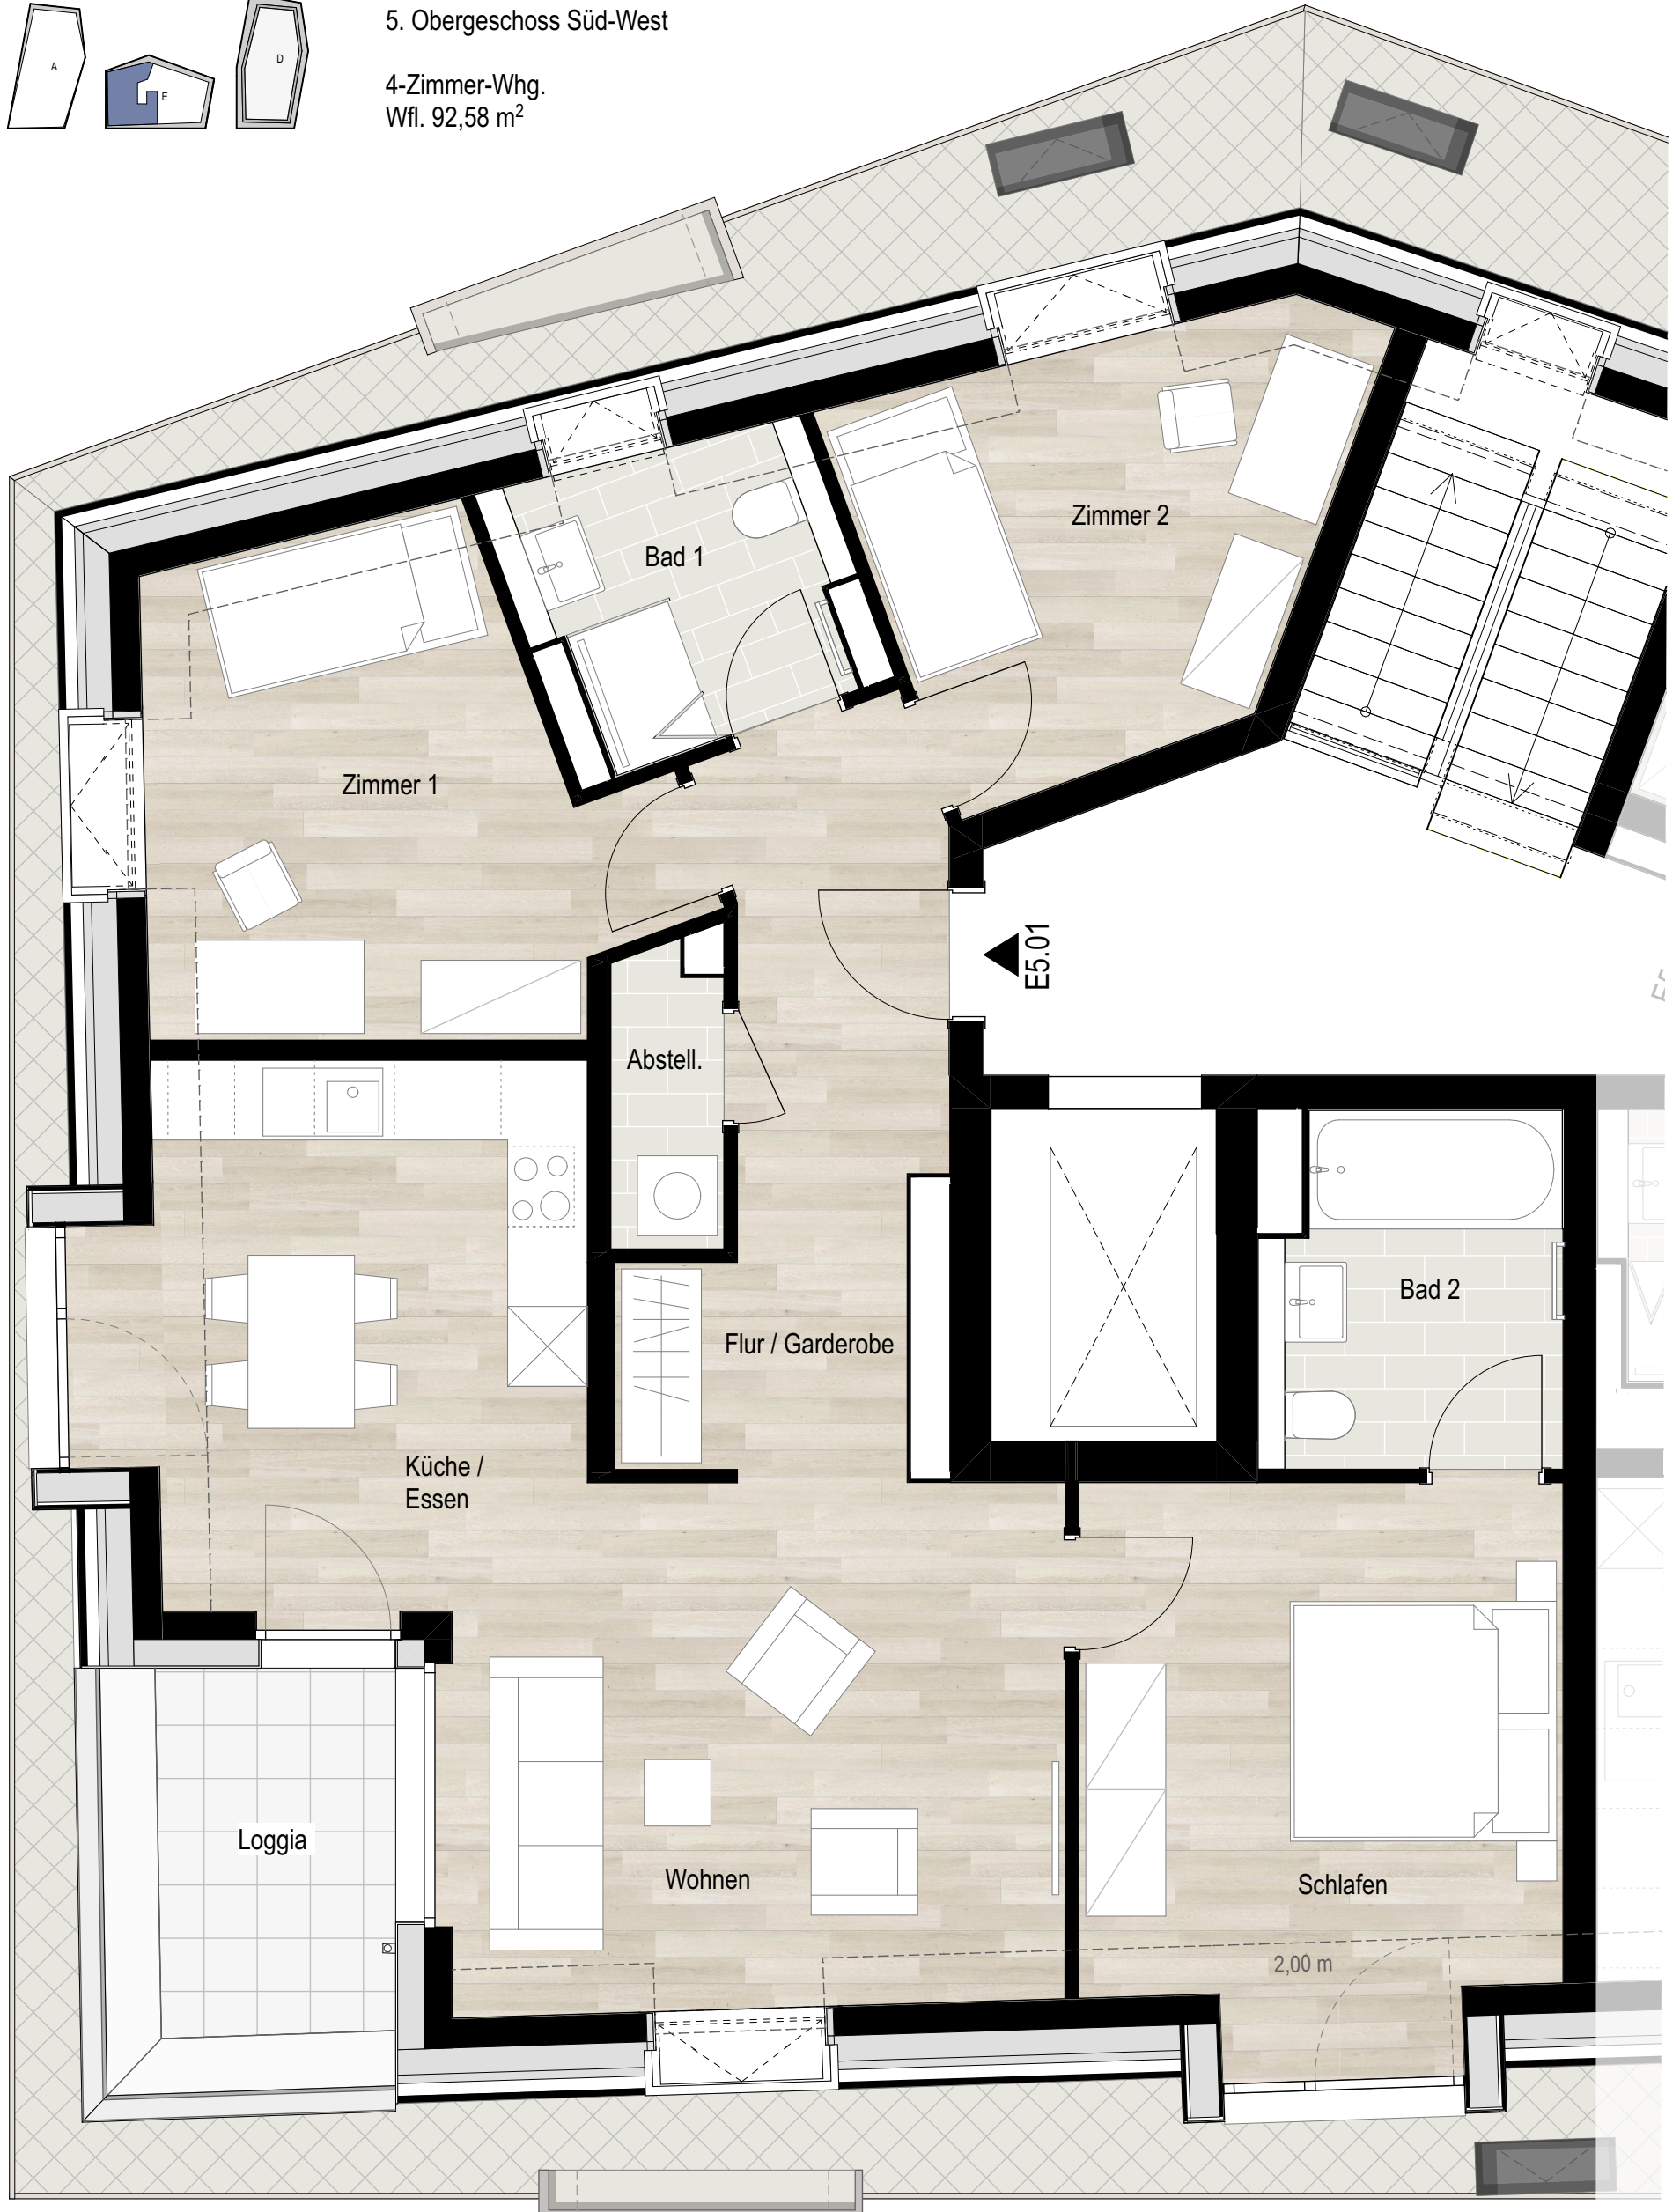 5. Obergeschoss Süd-West
4-Zimmer-Whg.
Wfl. 92,58 m²
A
E
D
Zimmer 2
Bad 1
Zimmer 1
E5.01
Abstell.
Bad 2
Flur / Garderobe
Küche /
Essen
Loggia
Wohnen
Schlafen
2,00 m